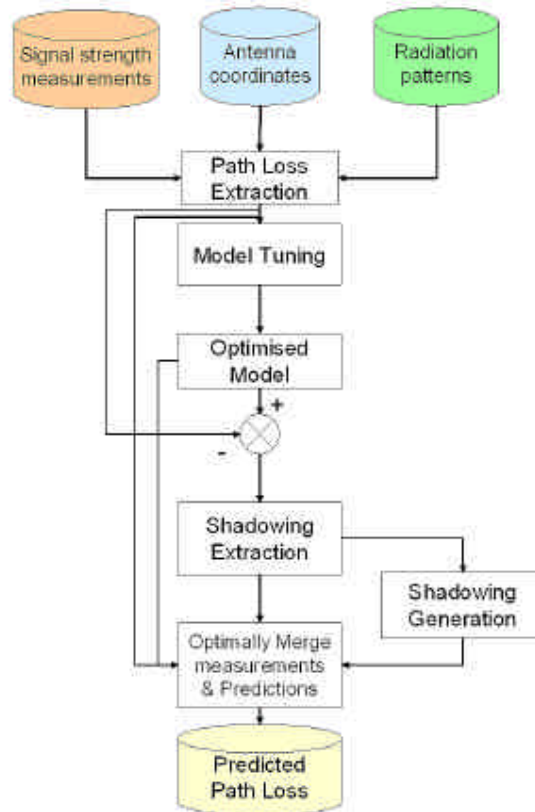 Signal strength
measurements
Antenna
coordinates
Radiation
patterns
Path Loss
Extraction
Model Tuning
Optimised
Model
+
-
Shadowing
Extraction
Shadowing
Generation
Optimally Merge
measurements
& Predictions
Predicted
Path Loss